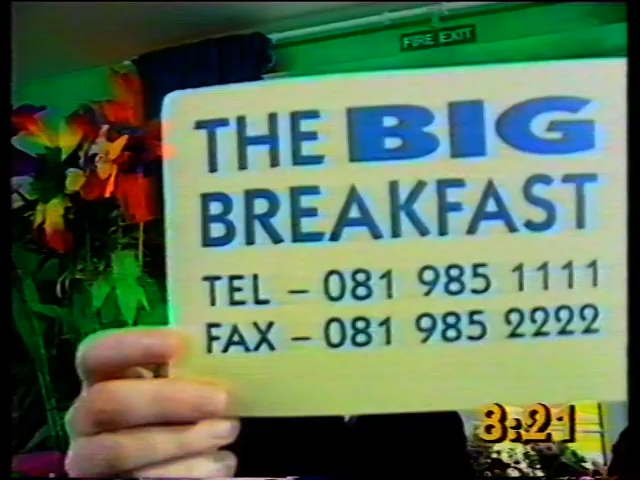 FIRE EXIT
THE BIG
BREAKFAST
TEL – 081 985 1111
FAX – 081 985 2222
8:21